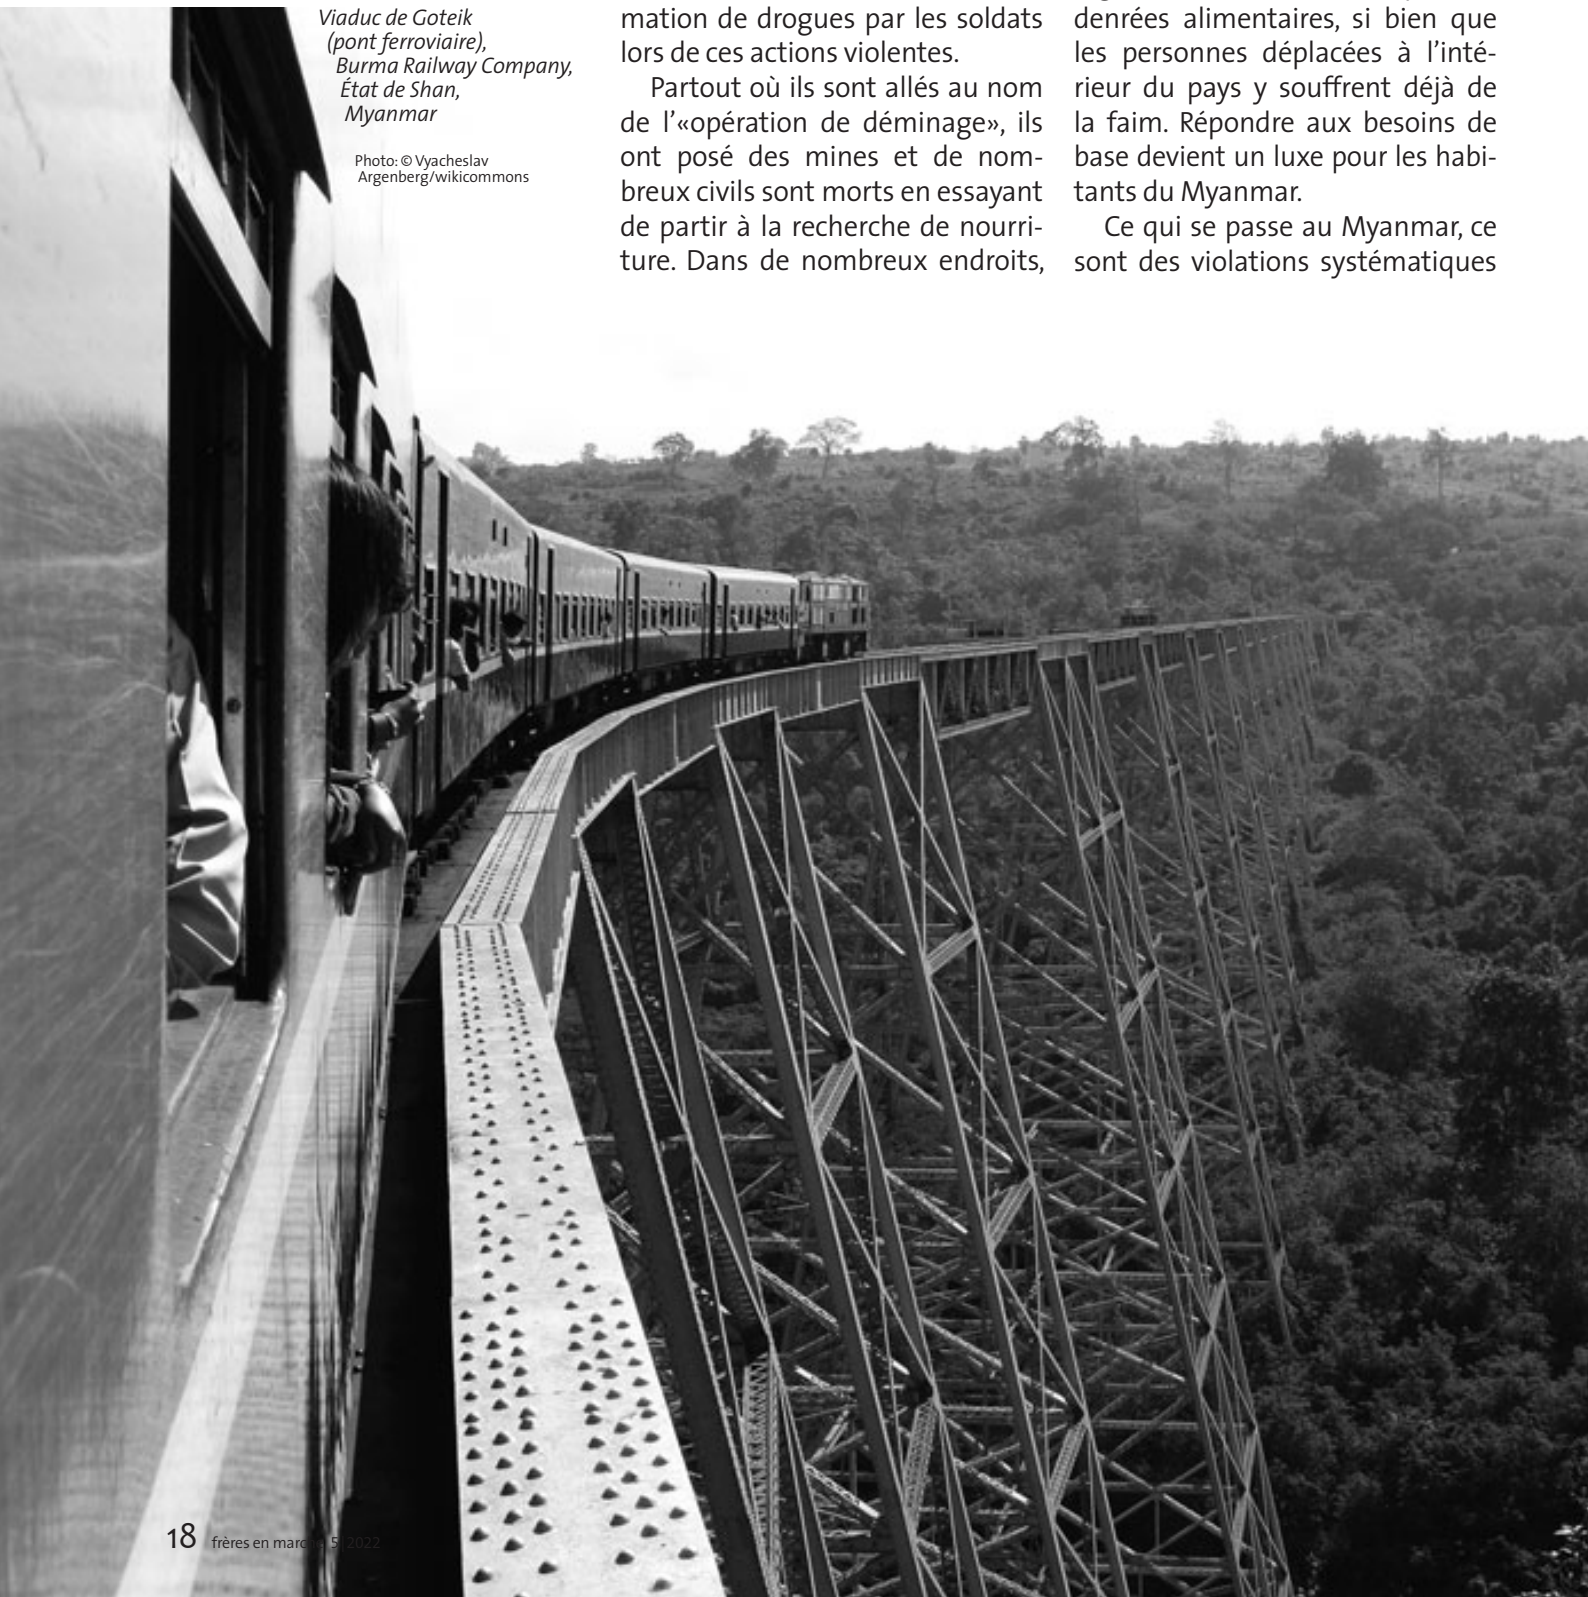 Viaduc de Goteik
(pont ferroviaire),
Burma Railway Company,
État de Shan,
Myanmar
Photo: © Vyacheslav
Argenberg/wikicommons
mation de drogues par les soldats
lors de ces actions violentes.
Partout où ils sont allés au nom
de l’«opération de déminage», ils
ont posé des mines et de nom-
breux civils sont morts en essayant
de partir à la recherche de nourri-
ture. Dans de nombreux endroits,
denrées alimentaires, si bien que
les personnes déplacées à l’inté-
rieur du pays y souffrent déjà de
la faim. Répondre aux besoins de
base devient un luxe pour les habi-
tants du Myanmar.
Ce qui se passe au Myanmar, ce
sont des violations systématiques
18 frères en marche 5|2022